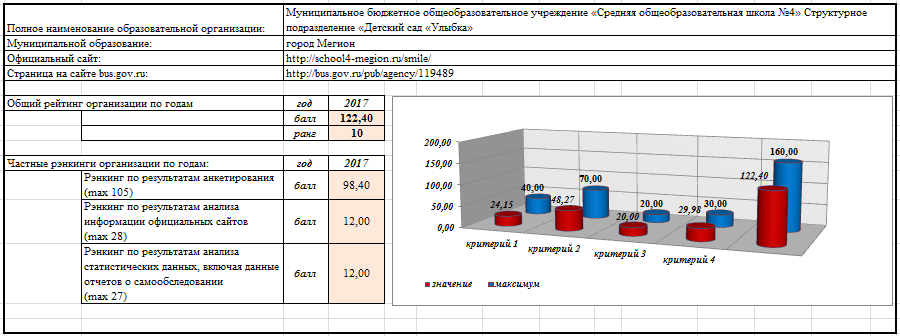 Полное наименование образовательной организации:
Муниципальное бюджетное общеобразовательное учреждение «Средняя общеобразовательная школа №4» Структурное
подразделение «Детский сад «Улыбка»
Муниципальной образование:
город Мегион
Официальный сайт:
http://school4-megion.ru/smile/
Страница на сайте bus.gov.ru:
http://bus.gov.ru/pub/agency/119489
Общий рейтинг организации по годам год 2017
балл 122,40
ранг 10
Частные рэнкинги организации по годам: год 2017
Рэнкинг по результатам анкетирования
(max 105)
балл 98,40
Рэнкинг по результатам анализа
информации официальных сайтов
(max 28)
балл 12,00
Рэнкинг по результатам анализа
статистических данных, включая данные
отчетов о самообследовании
(max 27)
балл 12,00
200,00
150,00
100,00
50,00
0,00
24,15
40,00
48,27
70,00
20,00
20,00
29,98
30,00
122,40
160,00
критерий 1
критерий 2
критерий 3
критерий 4
значение
максимум